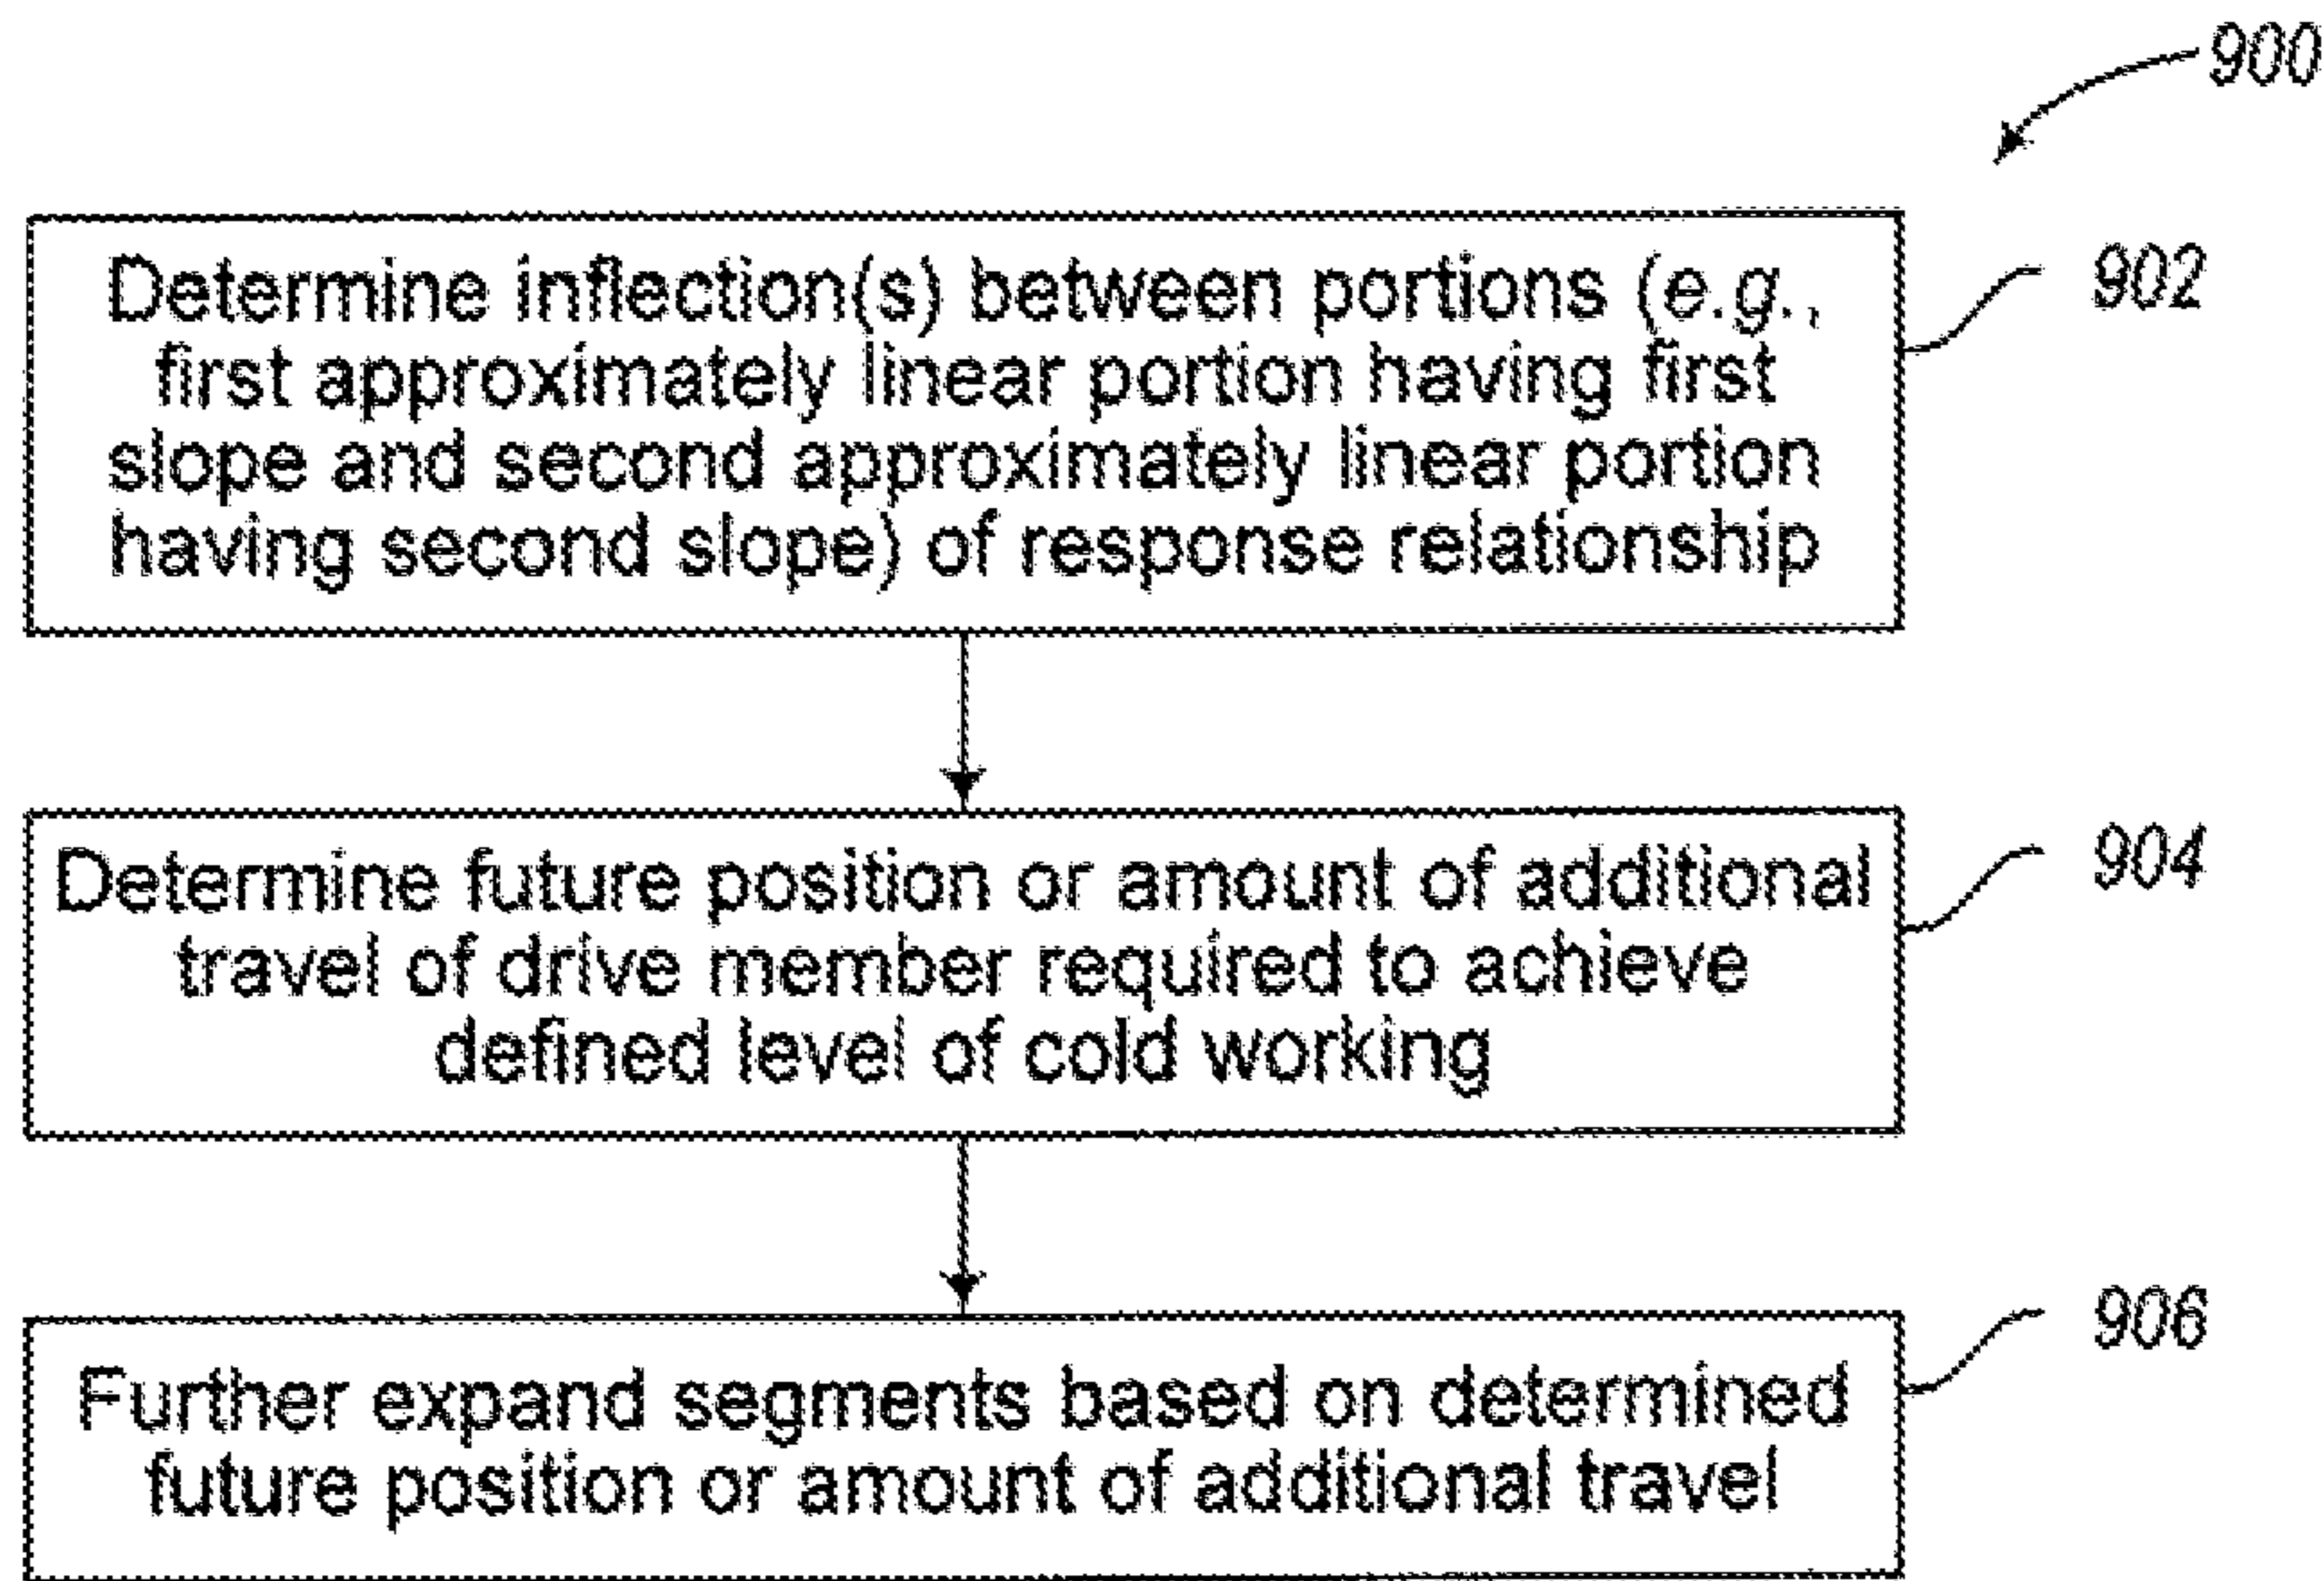 900
Determine inflection(s) between portions (e.g.,
first approximately linear portion having first
slope and second approximately linear portion
having second slope) of response relationship
902
Determine future position or amount of additional
travel of drive member required to achieve
defined level of cold working
904
Further expand segments based on determined
future position or amount of additional travel
906